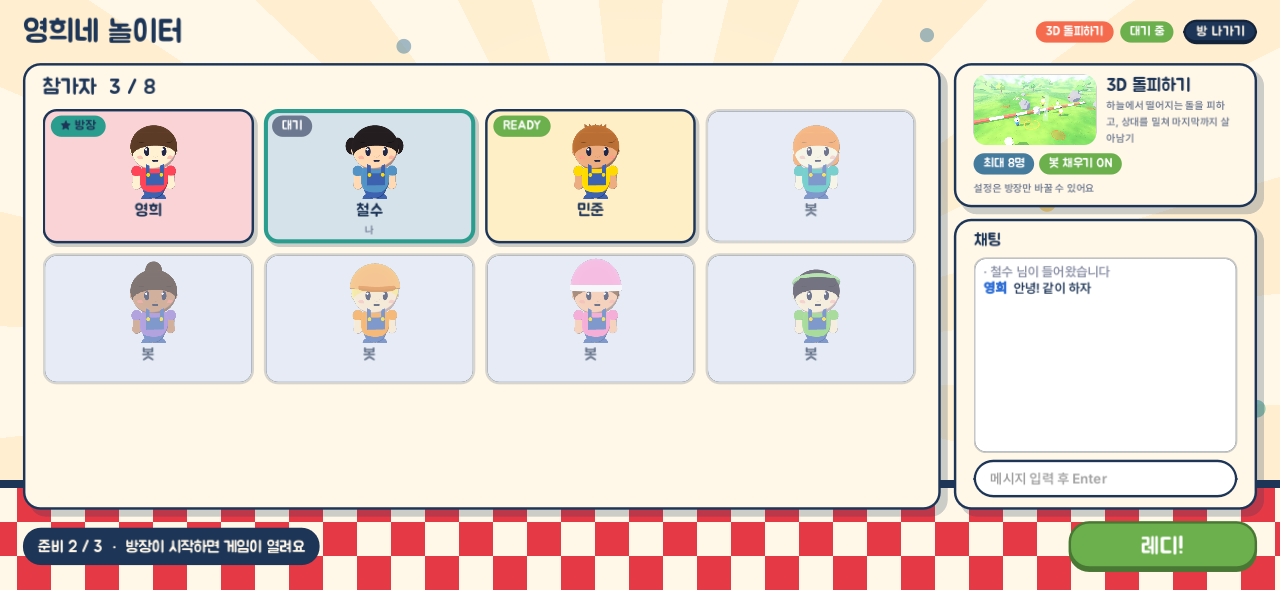 영희네 놀이터
3D 돌피하기
대기 중
방 나가기
참가자 3 / 8
★ 방장
영희
대기
철수
나
READY
민준
봇
봇
봇
봇
봇
3D 돌피하기
하늘에서 떨어지는 돌을 피하
고, 상대를 밀쳐 마지막까지 살
아남기
최대 8명
봇 채우기 ON
설정은 방장만 바꿀 수 있어요
채팅
· 철수 님이 들어왔습니다
영희 안녕! 같이 하자
메시지 입력 후 Enter
준비 2 / 3 · 방장이 시작하면 게임이 열려요
레디!